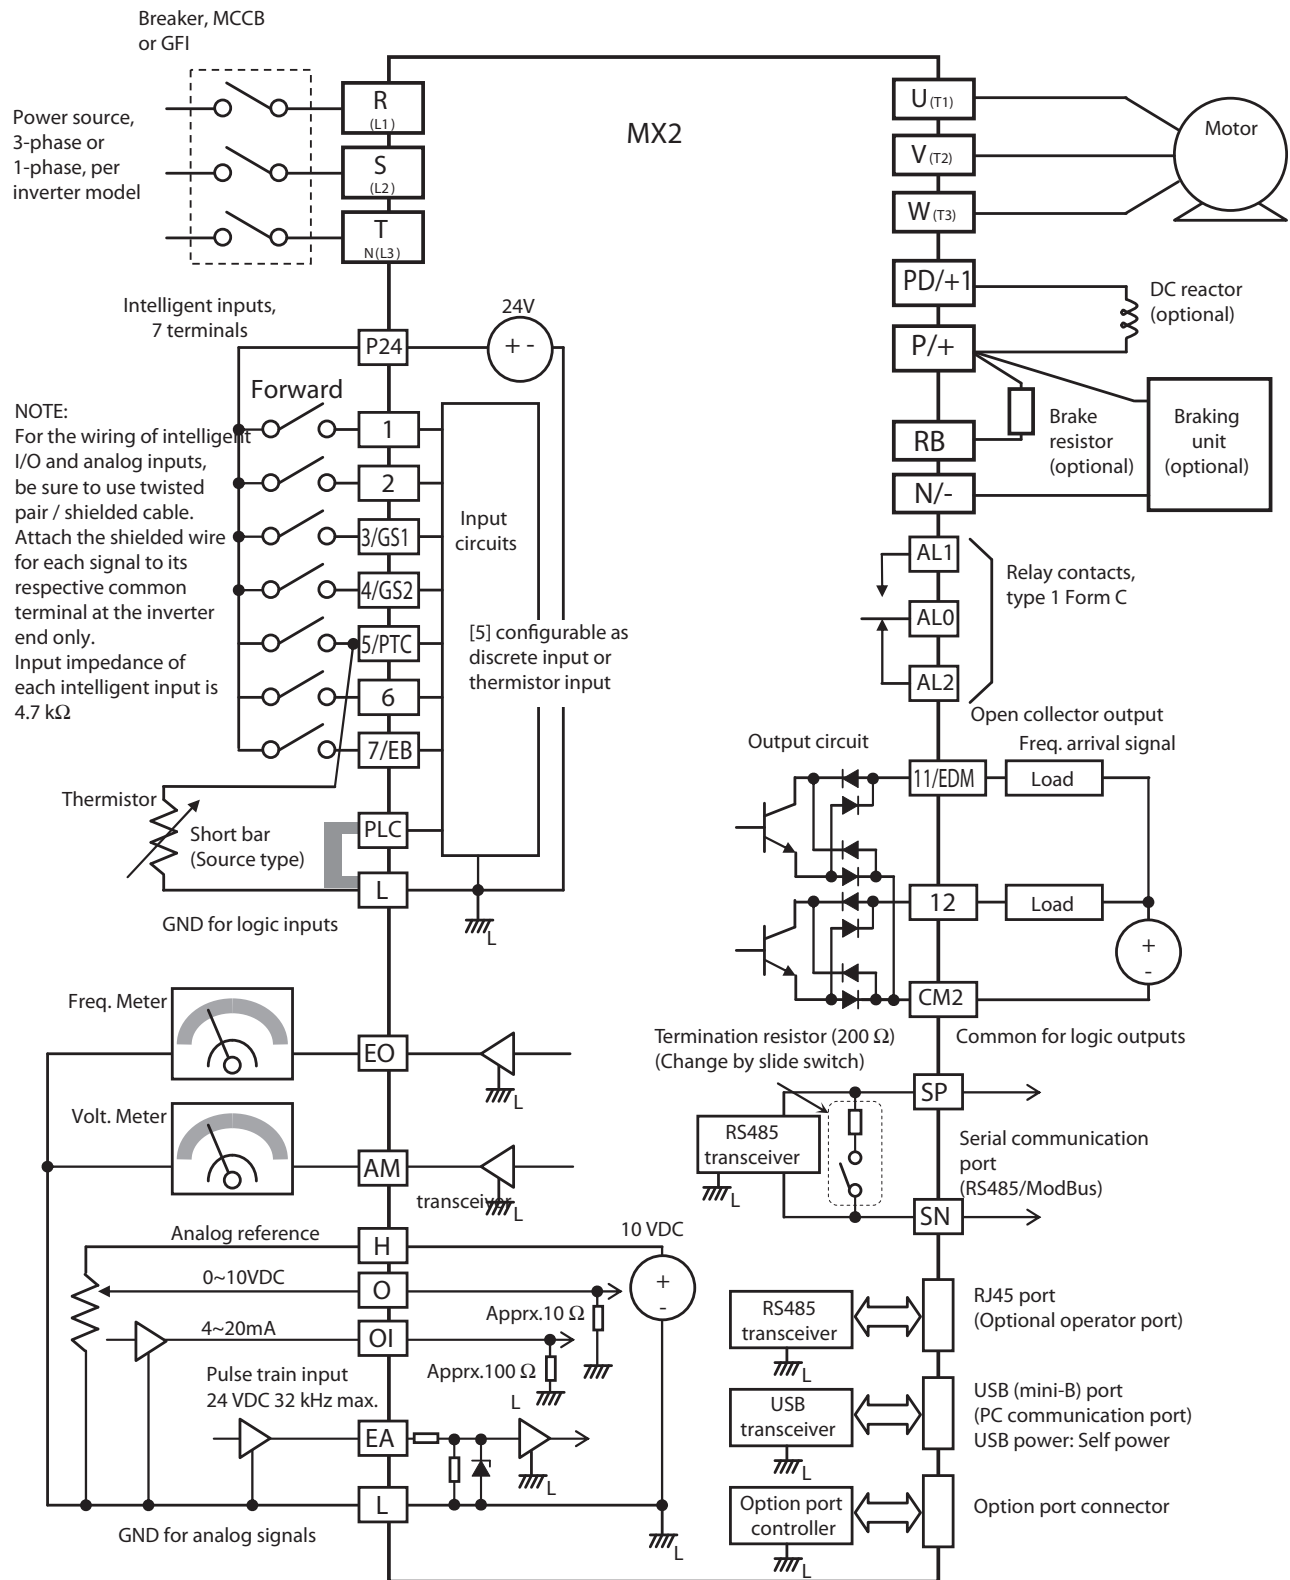 Breaker, MCCB
or GFI
Power source,
3-phase or
1-phase, per
inverter model
R
(L1)
S
(L2)
T
N(L3)
MX2
U(T1)
V(T2)
W(T3)
Motor
PD/+1
P/+
DC reactor
(optional)
RB
Brake
resistor
(optional)
Braking
unit
(optional)
N/-
Intelligent inputs,
7 terminals
24V
P24
+ -
Forward
NOTE:
For the wiring of intelligent
I/O and analog inputs,
be sure to use twisted
pair / shielded cable.
Attach the shielded wire
for each signal to its
respective common
terminal at the inverter
end only.
Input impedance of
each intelligent input is
4.7 kΩ
1
2
3/GS1
4/GS2
5/PTC
6
7/EB
Input
circuits
[5] configurable as
discrete input or
thermistor input
AL1
AL0
AL2
Relay contacts,
type 1 Form C
Open collector output
Output circuit
Freq. arrival signal
11/EDM
Load
12
Load
+
-
CM2
Common for logic outputs
Thermistor
Short bar
(Source type)
PLC
L
L
GND for logic inputs
Freq. Meter
EO
L
Volt. Meter
AM
transceiver
L
Termination resistor (200 Ω)
(Change by slide switch)
SP
RS485
transceiver
L
Serial communication
port
(RS485/ModBus)
SN
Analog reference
H
10 VDC
0~10VDC
O
+
-
Apprx.10 Ω
4~20mA
OI
Apprx.100 Ω
Pulse train input
24 VDC 32 kHz max.
L
EA
L
L
GND for analog signals
L
RS485
transceiver
L
RJ45 port
(Optional operator port)
USB
transceiver
L
USB (mini-B) port
(PC communication port)
USB power: Self power
Option port
controller
L
Option port connector